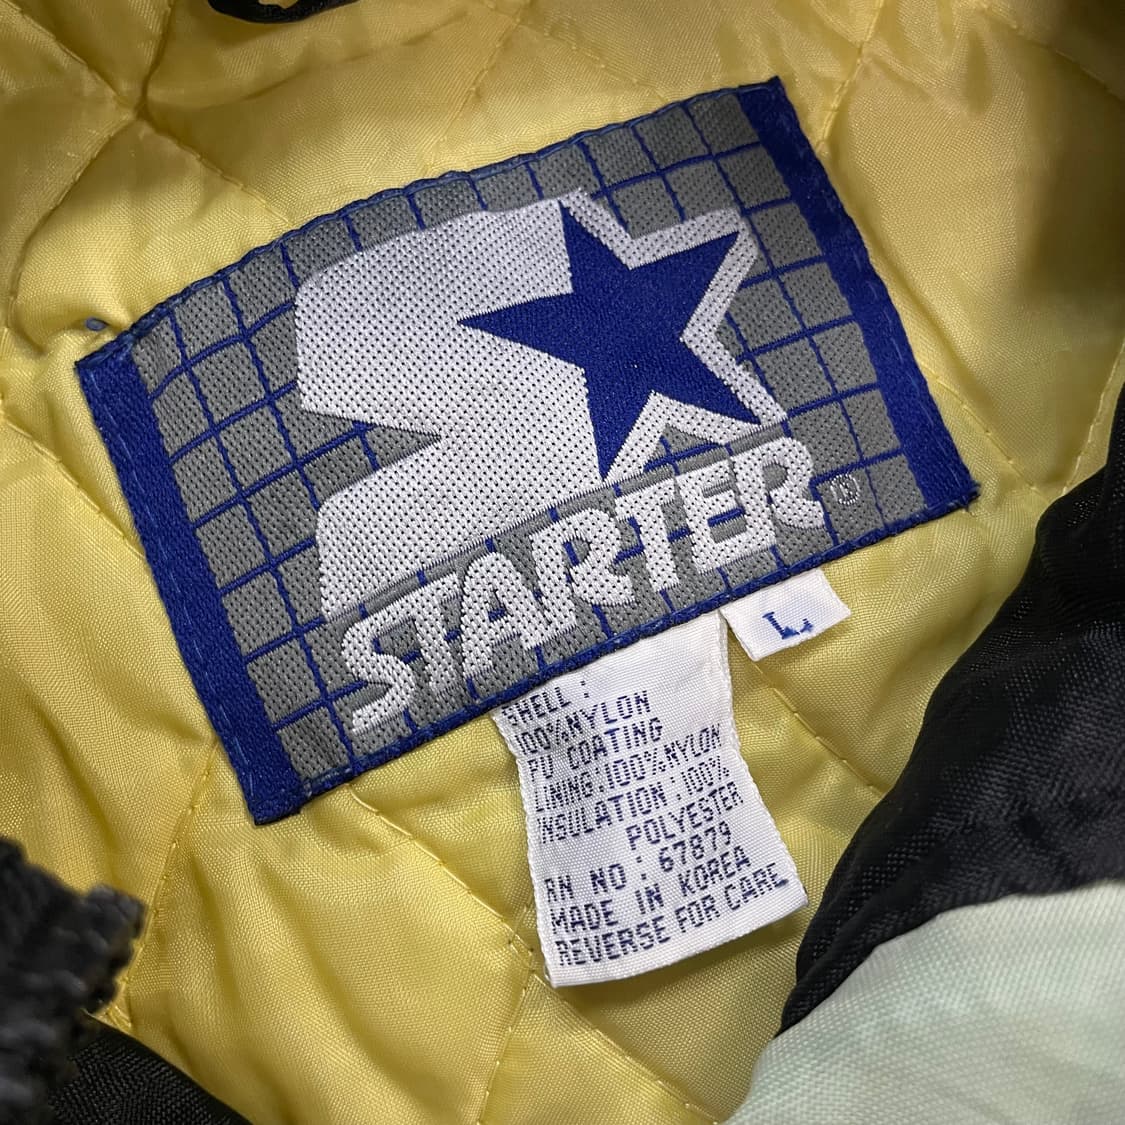 STARTER ®
L
SHELL :
100%NYLON
PU COATING
LINING:100%NYLON
INSULATION:100%
POLYESTER
RN NO: 67879
MADE IN KOREA
REVERSE FOR CARE